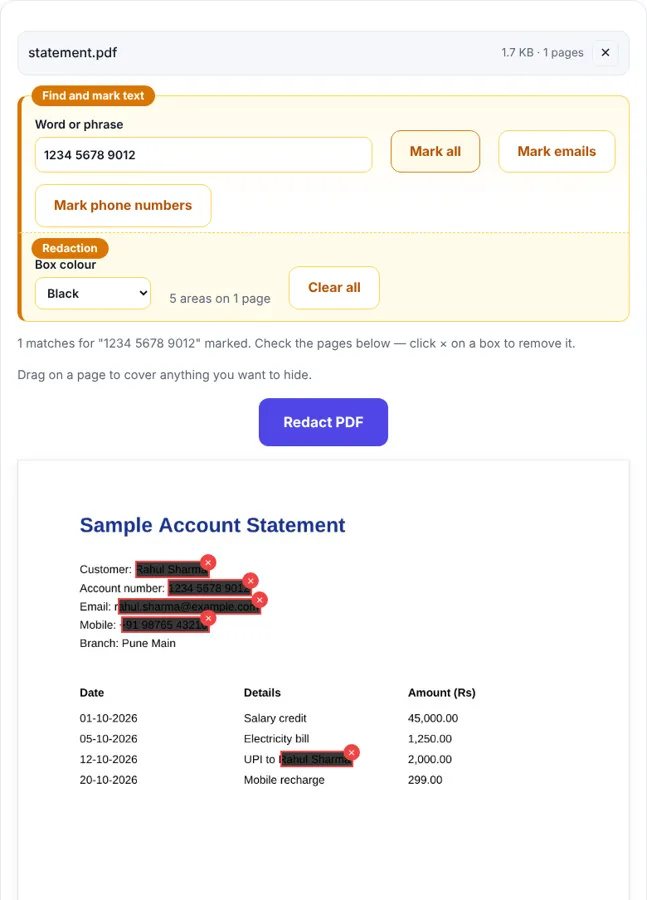 statement.pdf
1.7 KB · 1 pages ✕
Find and mark text
Word or phrase
1234 5678 9012
Mark all
Mark emails
Mark phone numbers
Redaction
Box colour
Black
5 areas on 1 page
Clear all
1 matches for "1234 5678 9012" marked. Check the pages below — click × on a box to remove it.
Drag on a page to cover anything you want to hide.
Redact PDF
Sample Account Statement
Customer: Rahul Sharma
Account number: 1234 5678 9012
Email: rahul.sharma@example.com
Mobile: +91 98765 43210
Branch: Pune Main
Date Details Amount (Rs)
01-10-2026 Salary credit 45,000.00
05-10-2026 Electricity bill 1,250.00
12-10-2026 UPI to Rahul Sharma 2,000.00
20-10-2026 Mobile recharge 299.00